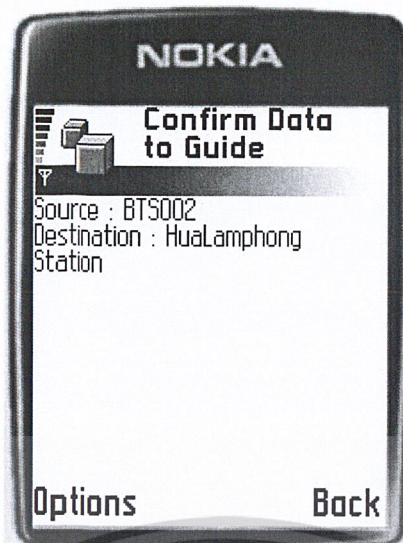 NOKIA
Confirm Data
to Guide
Source : BTS002
Destination : HuaLamphong
Station
Options Back